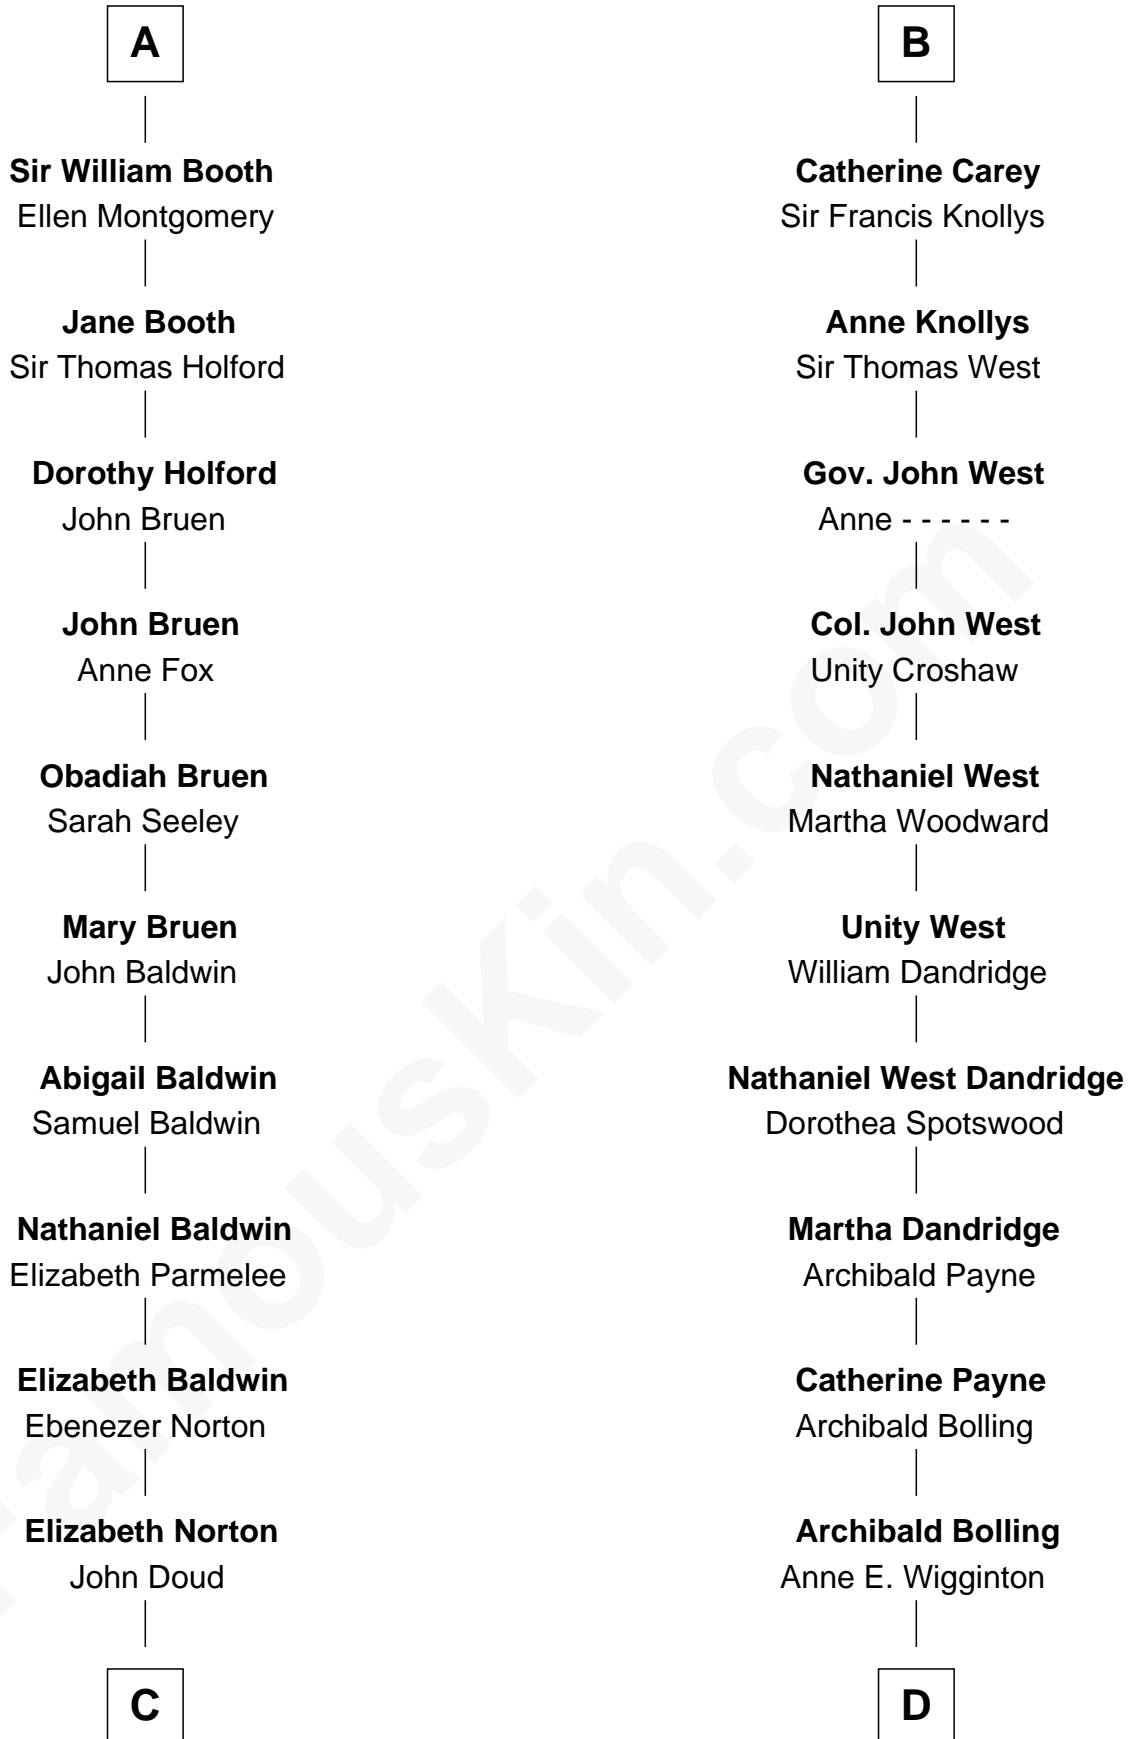 A
Sir William Booth
Ellen Montgomery
Jane Booth
Sir Thomas Holford
Dorothy Holford
John Bruen
John Bruen
Anne Fox
Obadiah Bruen
Sarah Seeley
Mary Bruen
John Baldwin
Abigail Baldwin
Samuel Baldwin
Nathaniel Baldwin
Elizabeth Parmelee
Elizabeth Baldwin
Ebenezer Norton
Elizabeth Norton
John Doud
C
B
Catherine Carey
Sir Francis Knollys
Anne Knollys
Sir Thomas West
Gov. John West
Anne - - - - - -
Col. John West
Unity Croshaw
Nathaniel West
Martha Woodward
Unity West
William Dandridge
Nathaniel West Dandridge
Dorothea Spotswood
Martha Dandridge
Archibald Payne
Catherine Payne
Archibald Bolling
Archibald Bolling
Anne E. Wigginton
D
FamousKin.com